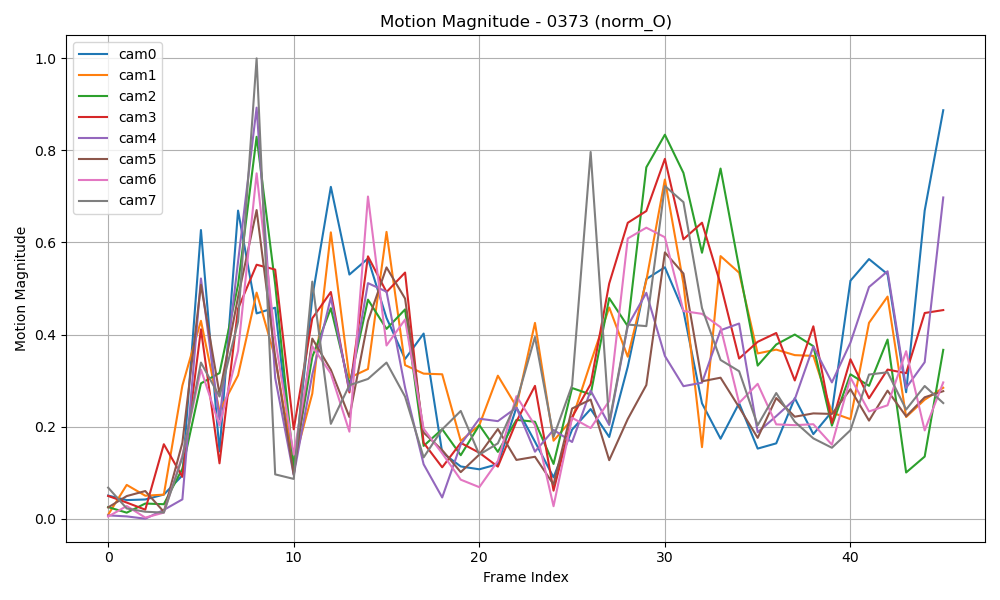 Motion Magnitude - 0373 (norm_O)
cam0
cam1
cam2
cam3
cam4
cam5
cam6
cam7
1.0
0.8
0.6
0.4
0.2
0.0
Motion Magnitude
0 10 20 30 40
Frame Index